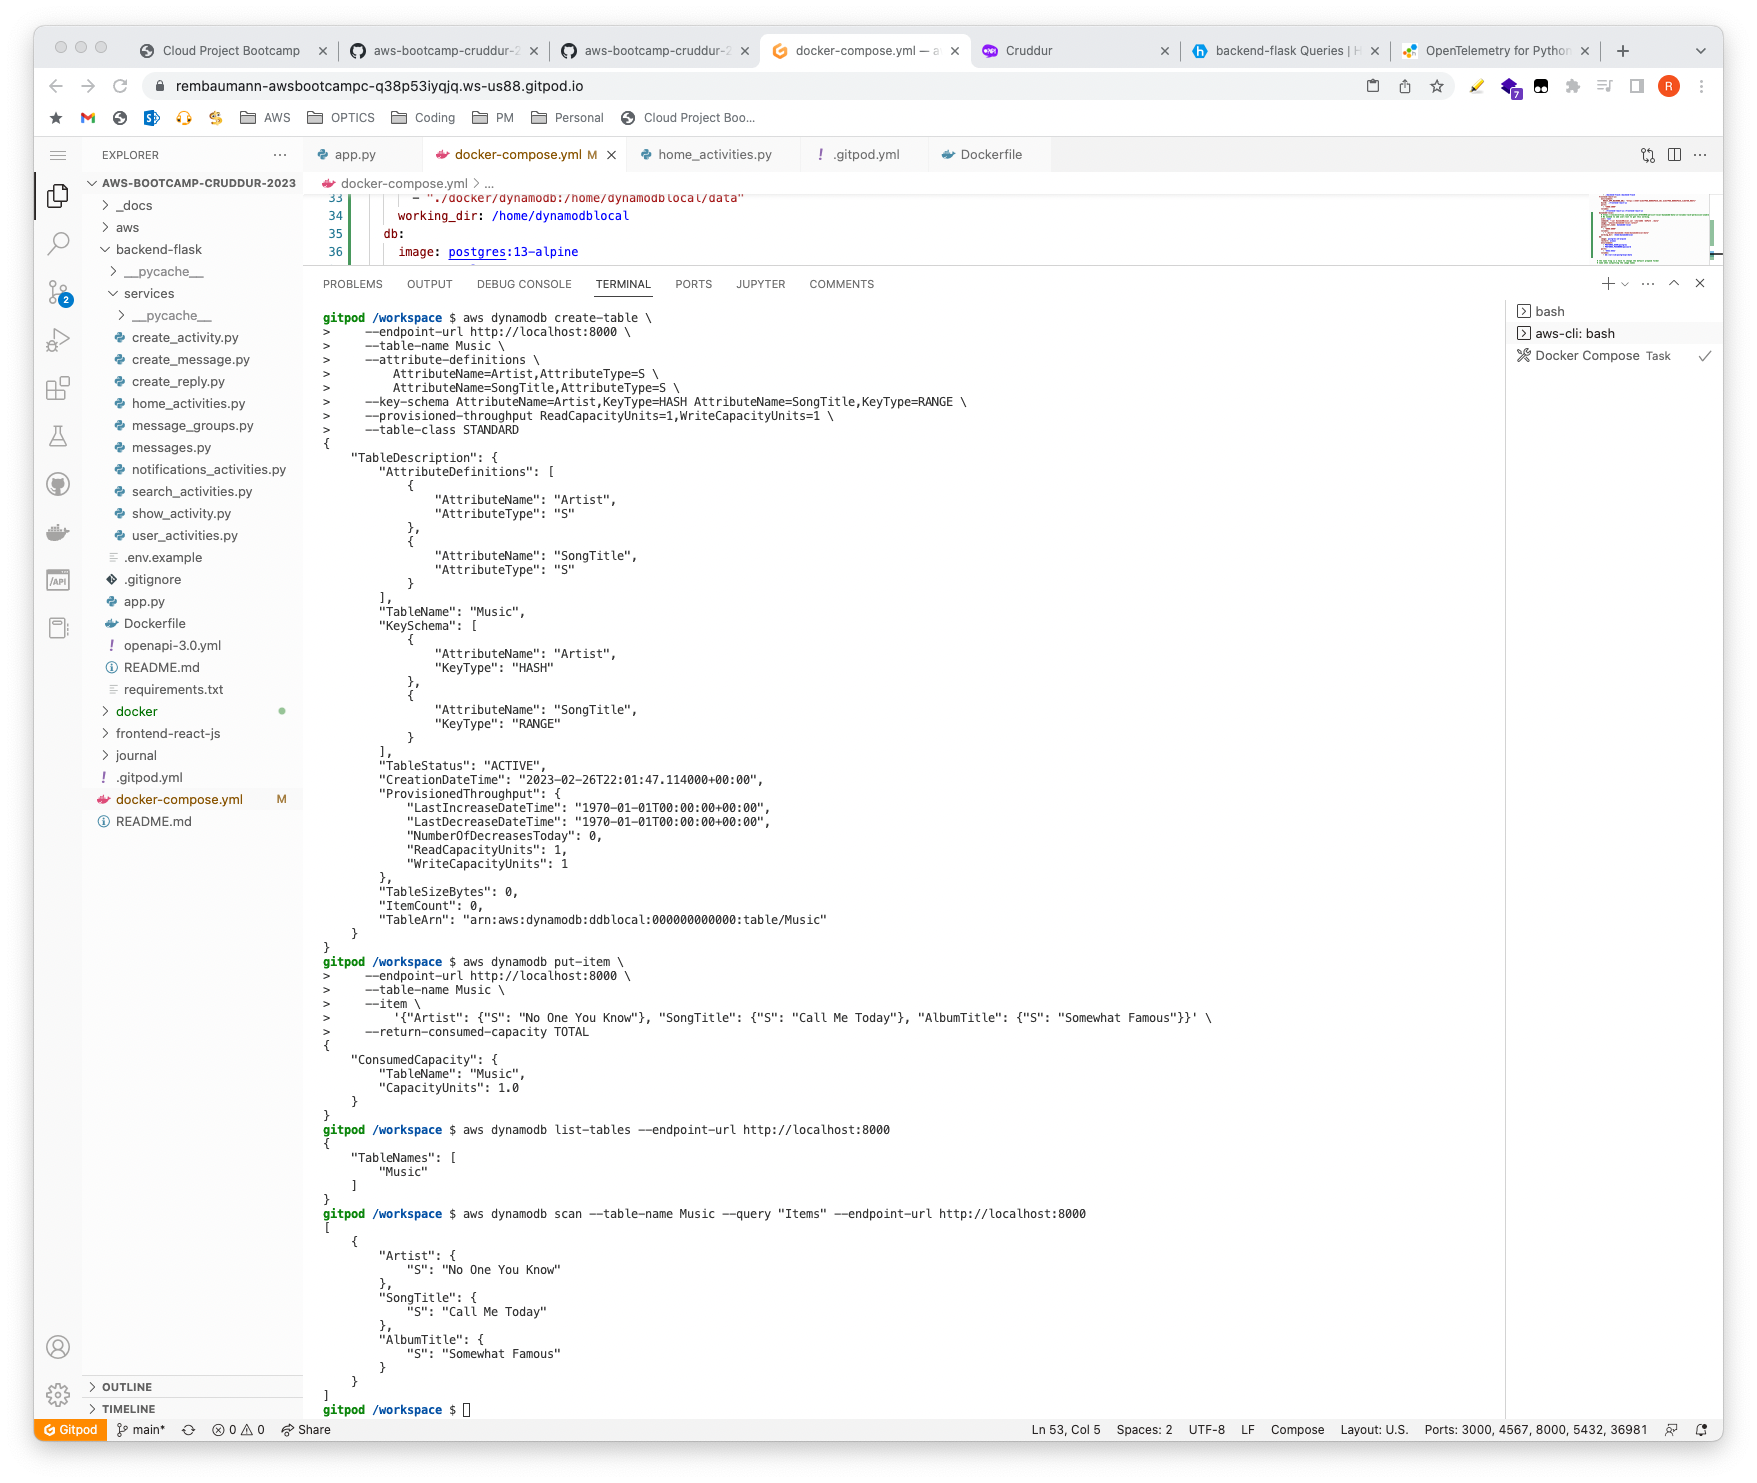 Cloud Project Bootcamp
aws-bootcamp-cruddur-2
aws-bootcamp-cruddur-2
docker-compose.yml — a
Cruddur
backend-flask Queries | H
OpenTelemetry for Python
rembaumann-awsbootcampc-q38p53iyqjq.ws-us88.gitpod.io
7
R
AWS
OPTICS
Coding
PM
Personal
Cloud Project Boo...
EXPLORER
AWS-BOOTCAMP-CRUDDUR-2023
_docs
aws
backend-flask
__pycache__
services
__pycache__
create_activity.py
create_message.py
create_reply.py
home_activities.py
message_groups.py
messages.py
notifications_activities.py
search_activities.py
show_activity.py
user_activities.py
.env.example
.gitignore
app.py
Dockerfile
openapi-3.0.yml
README.md
requirements.txt
docker
frontend-react-js
journal
.gitpod.yml
docker-compose.yml M
README.md
OUTLINE
TIMELINE
2
/API
app.py
docker-compose.yml M
home_activities.py
.gitpod.yml
Dockerfile
docker-compose.yml > ...
33 - "./docker/dynamodb:/home/dynamodblocal/data"
34 working_dir: /home/dynamodblocal
35 db:
36 image: postgres:13-alpine
PROBLEMS OUTPUT DEBUG CONSOLE TERMINAL PORTS JUPYTER COMMENTS
bash
aws-cli: bash
Docker Compose Task
gitpod /workspace $ aws dynamodb create-table \
> --endpoint-url http://localhost:8000 \
> --table-name Music \
> --attribute-definitions \
> AttributeName=Artist,AttributeType=S \
> AttributeName=SongTitle,AttributeType=S \
> --key-schema AttributeName=Artist,KeyType=HASH AttributeName=SongTitle,KeyType=RANGE \
> --provisioned-throughput ReadCapacityUnits=1,WriteCapacityUnits=1 \
> --table-class STANDARD
{
"TableDescription": {
"AttributeDefinitions": [
{
"AttributeName": "Artist",
"AttributeType": "S"
},
{
"AttributeName": "SongTitle",
"AttributeType": "S"
}
],
"TableName": "Music",
"KeySchema": [
{
"AttributeName": "Artist",
"KeyType": "HASH"
},
{
"AttributeName": "SongTitle",
"KeyType": "RANGE"
}
],
"TableStatus": "ACTIVE",
"CreationDateTime": "2023-02-26T22:01:47.114000+00:00",
"ProvisionedThroughput": {
"LastIncreaseDateTime": "1970-01-01T00:00:00+00:00",
"LastDecreaseDateTime": "1970-01-01T00:00:00+00:00",
"NumberOfDecreasesToday": 0,
"ReadCapacityUnits": 1,
"WriteCapacityUnits": 1
},
"TableSizeBytes": 0,
"ItemCount": 0,
"TableArn": "arn:aws:dynamodb:ddblocal:000000000000:table/Music"
}
}
gitpod /workspace $ aws dynamodb put-item \
> --endpoint-url http://localhost:8000 \
> --table-name Music \
> --item \
> '{"Artist": {"S": "No One You Know"}, "SongTitle": {"S": "Call Me Today"}, "AlbumTitle": {"S": "Somewhat Famous"}}' \
> --return-consumed-capacity TOTAL
{
"ConsumedCapacity": {
"TableName": "Music",
"CapacityUnits": 1.0
}
}
gitpod /workspace $ aws dynamodb list-tables --endpoint-url http://localhost:8000
{
"TableNames": [
"Music"
]
}
gitpod /workspace $ aws dynamodb scan --table-name Music --query "Items" --endpoint-url http://localhost:8000
[
{
"Artist": {
"S": "No One You Know"
},
"SongTitle": {
"S": "Call Me Today"
},
"AlbumTitle": {
"S": "Somewhat Famous"
}
}
]
gitpod /workspace $
Gitpod main* 0 0 Share Ln 53, Col 5 Spaces: 2 UTF-8 LF Compose Layout: U.S. Ports: 3000, 4567, 8000, 5432, 36981